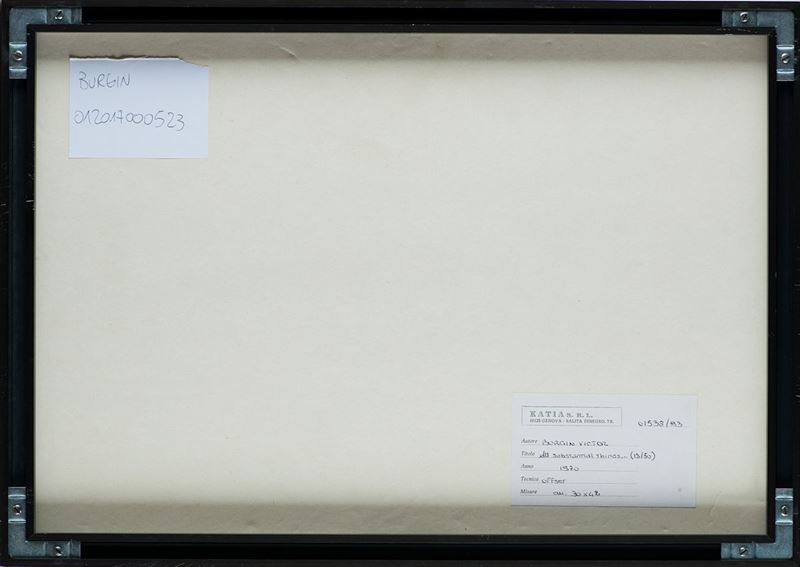 BURGIN
012017000523
KATIA S. R. L.
16125 GENOVA - SALITA DINEGRO, 7R.
01538/93
Autore BURGIN VICTOR
Titolo All substantial things... (13/50)
Anno 1970
Tecnica offset
Misure cm. 30x42